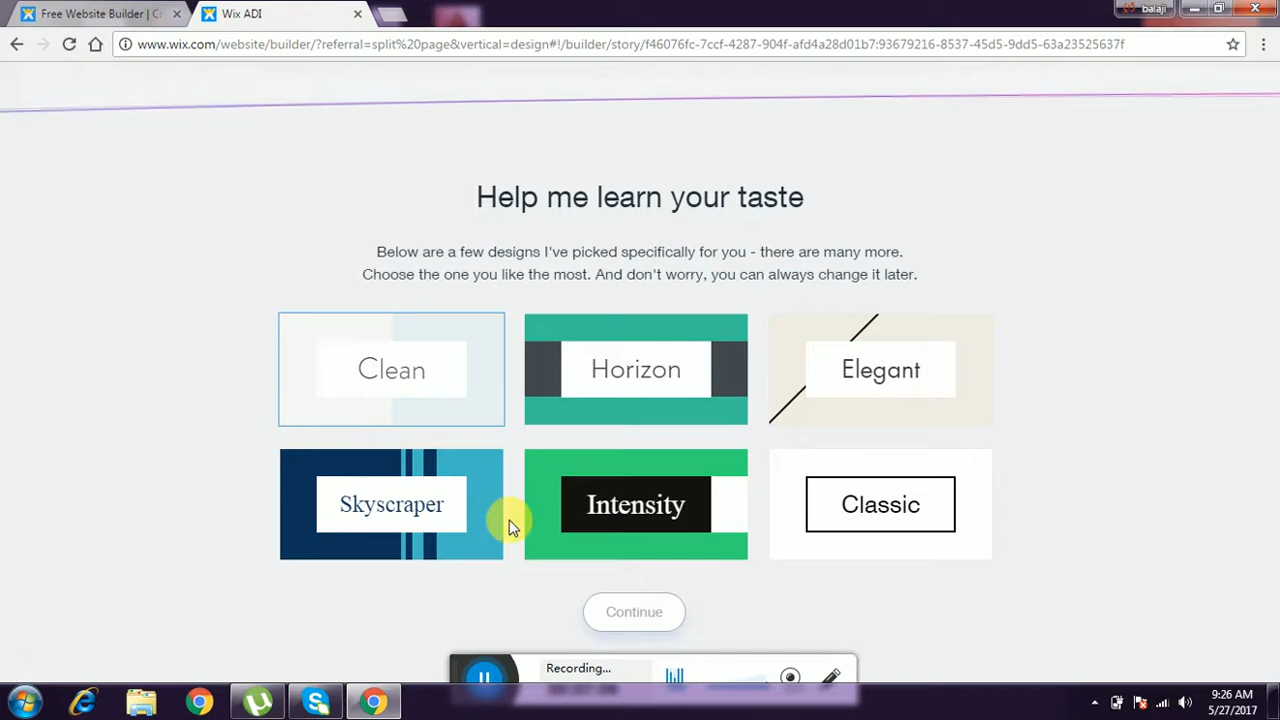 Free Website Builder | C
Wix ADI
balaji
www.wix.com/website/builder/?referral=split%20page&vertical=design#!/builder/story/f46076fc-7ccf-4287-904f-afd4a28d01b7:93679216-8537-45d5-9dd5-63a23525637f
Help me learn your taste
Below are a few designs I've picked specifically for you - there are many more.
Choose the one you like the most. And don't worry, you can always change it later.
Clean
Horizon
Elegant
Skyscraper
Intensity
Classic
Continue
Recording...
9:26 AM
5/27/2017